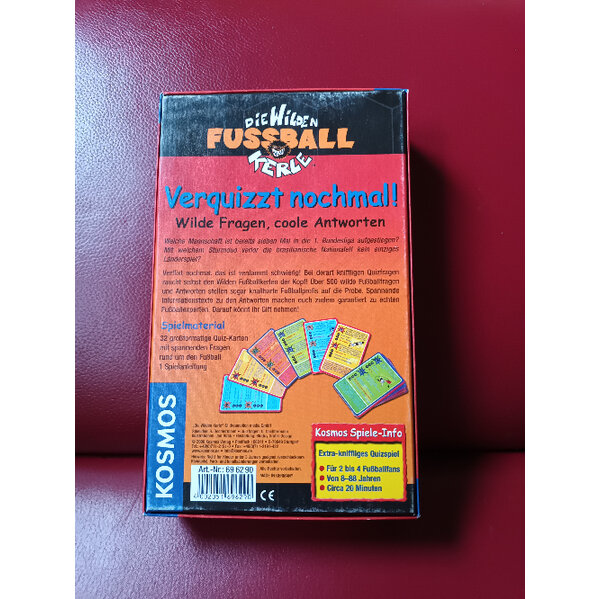 DIE WILDEN
FUSSBALL
KERLE
Verquizzt nochmal!
Wilde Fragen, coole Antworten
Welche Mannschaft ist bereits sieben Mal in die 1. Bundesliga aufgestiegen?
Mit welchem Sturmduo verlor die brasilianische Nationalelf kein einziges
Länderspiel?
Verflixt nochmal, das ist verdammt schwierig! Bei derart kniffligen Quizfragen
raucht selbst den Wilden Fußballkerlen der Kopf! Über 500 wilde Fußballfragen
und Antworten stellen sogar knallharte Fußballprofis auf die Probe. Spannende
Informationstexte zu den Antworten machen euch zudem garantiert zu echten
Fußballexperten. Darauf könnt ihr Gift nehmen!
Spielmaterial
32 großformatige Quiz-Karten
mit spannenden Fragen
rund um den Fußball
1 Spielanleitung
KOSMOS
Art.-Nr.: 69 62 90
4 002051 696290
CE
Kosmos Spiele-Info
Extra-kniffliges Quizspiel
• Für 2 bis 4 Fußballfans
• Von 8–88 Jahren
• Circa 20 Minuten